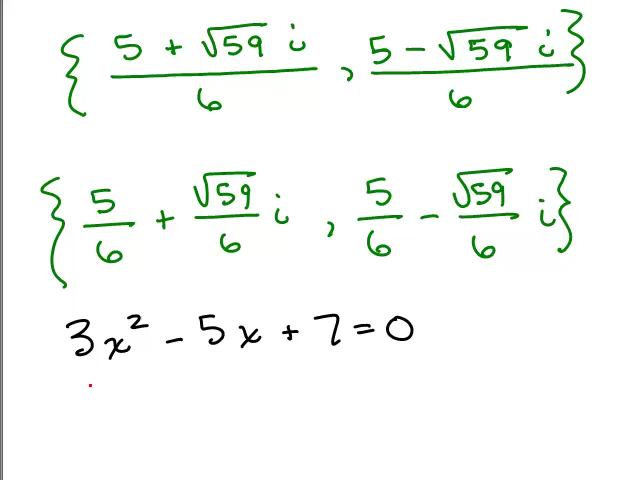 { (5 + √59 i)/6 , (5 − √59 i)/6 }
{ 5/6 + √59/6 i , 5/6 − √59/6 i }
3x² − 5x + 7 = 0